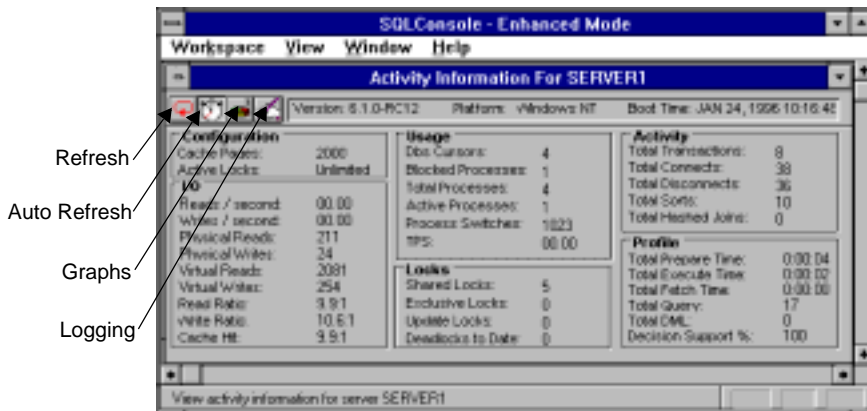 SQLConsole - Enhanced Mode
Workspace View Window Help
Activity Information For SERVER1
Version: 6.1.0-RC12 Platform: Windows NT Boot Time: JAN 24, 1996 10:16:48
Refresh
Auto Refresh
Graphs
Logging
Configuration
Cache Pages: 2000
Active Locks: Unlimited
I/O
Reads / second: 00.00
Writes / second: 00.00
Physical Reads: 211
Physical Writes: 24
Virtual Reads: 2081
Virtual Writes: 254
Read Ratio: 9.9:1
Write Ratio: 10.6:1
Cache Hit: 9.9:1
Usage
Dbs Cursors: 4
Blocked Processes: 1
Total Processes: 4
Active Processes: 1
Process Switches: 1023
TPS: 00.00
Locks
Shared Locks: 5
Exclusive Locks: 0
Update Locks: 0
Deadlocks to Date: 0
Activity
Total Transactions: 8
Total Connects: 38
Total Disconnects: 36
Total Sorts: 10
Total Hashed Joins: 0
Profile
Total Prepare Time: 0:00:04
Total Execute Time: 0:00:02
Total Fetch Time: 0:00:00
Total Query: 17
Total DML: 0
Decision Support %: 100
View activity information for server SERVER1